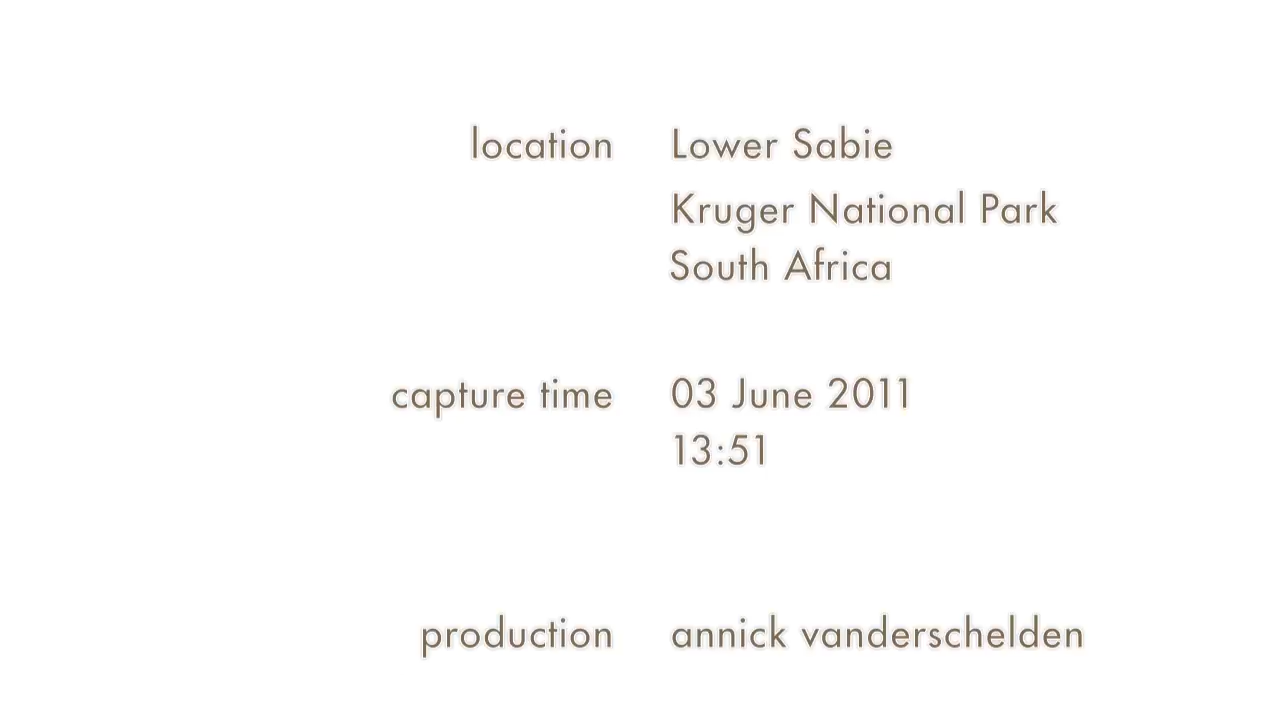 location Lower Sabie
Kruger National Park
South Africa
capture time 03 June 2011
13:51
production annick vanderschelden